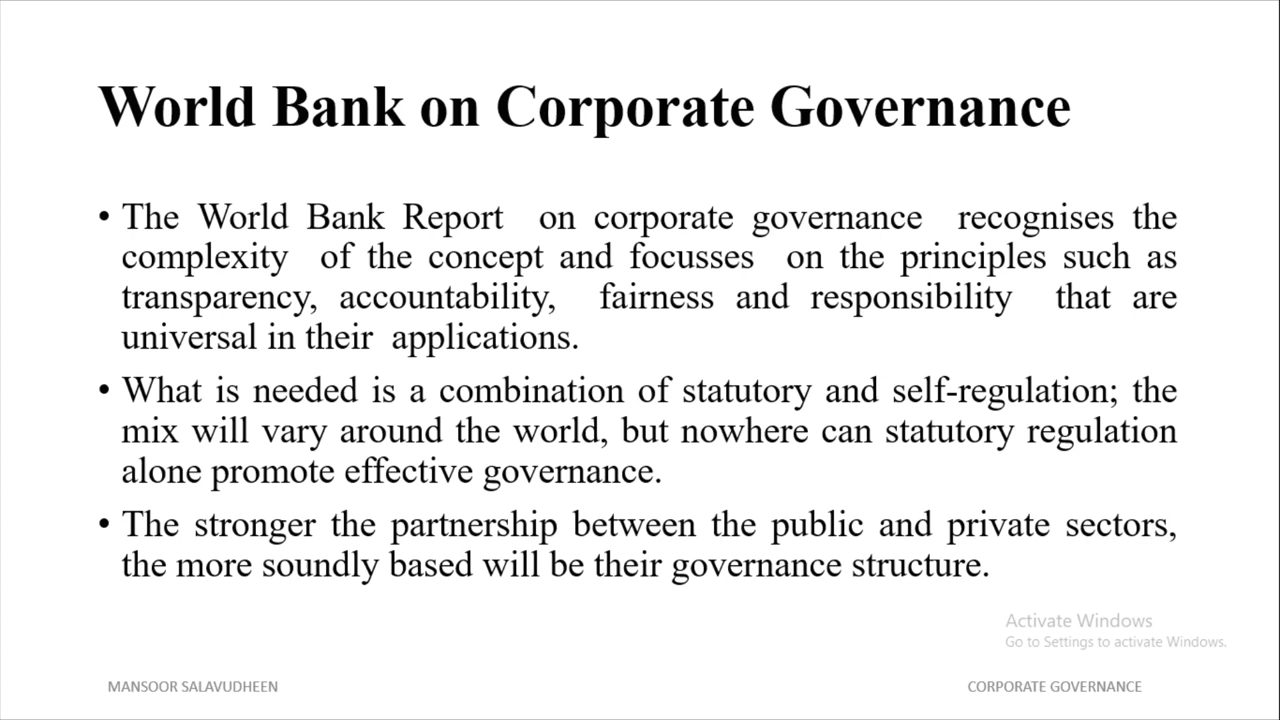 World Bank on Corporate Governance
• The World Bank Report on corporate governance recognises the
complexity of the concept and focusses on the principles such as
transparency, accountability, fairness and responsibility that are
universal in their applications.
• What is needed is a combination of statutory and self-regulation; the
mix will vary around the world, but nowhere can statutory regulation
alone promote effective governance.
• The stronger the partnership between the public and private sectors,
the more soundly based will be their governance structure.
Activate Windows
Go to Settings to activate Windows.
MANSOOR SALAVUDHEEN
CORPORATE GOVERNANCE